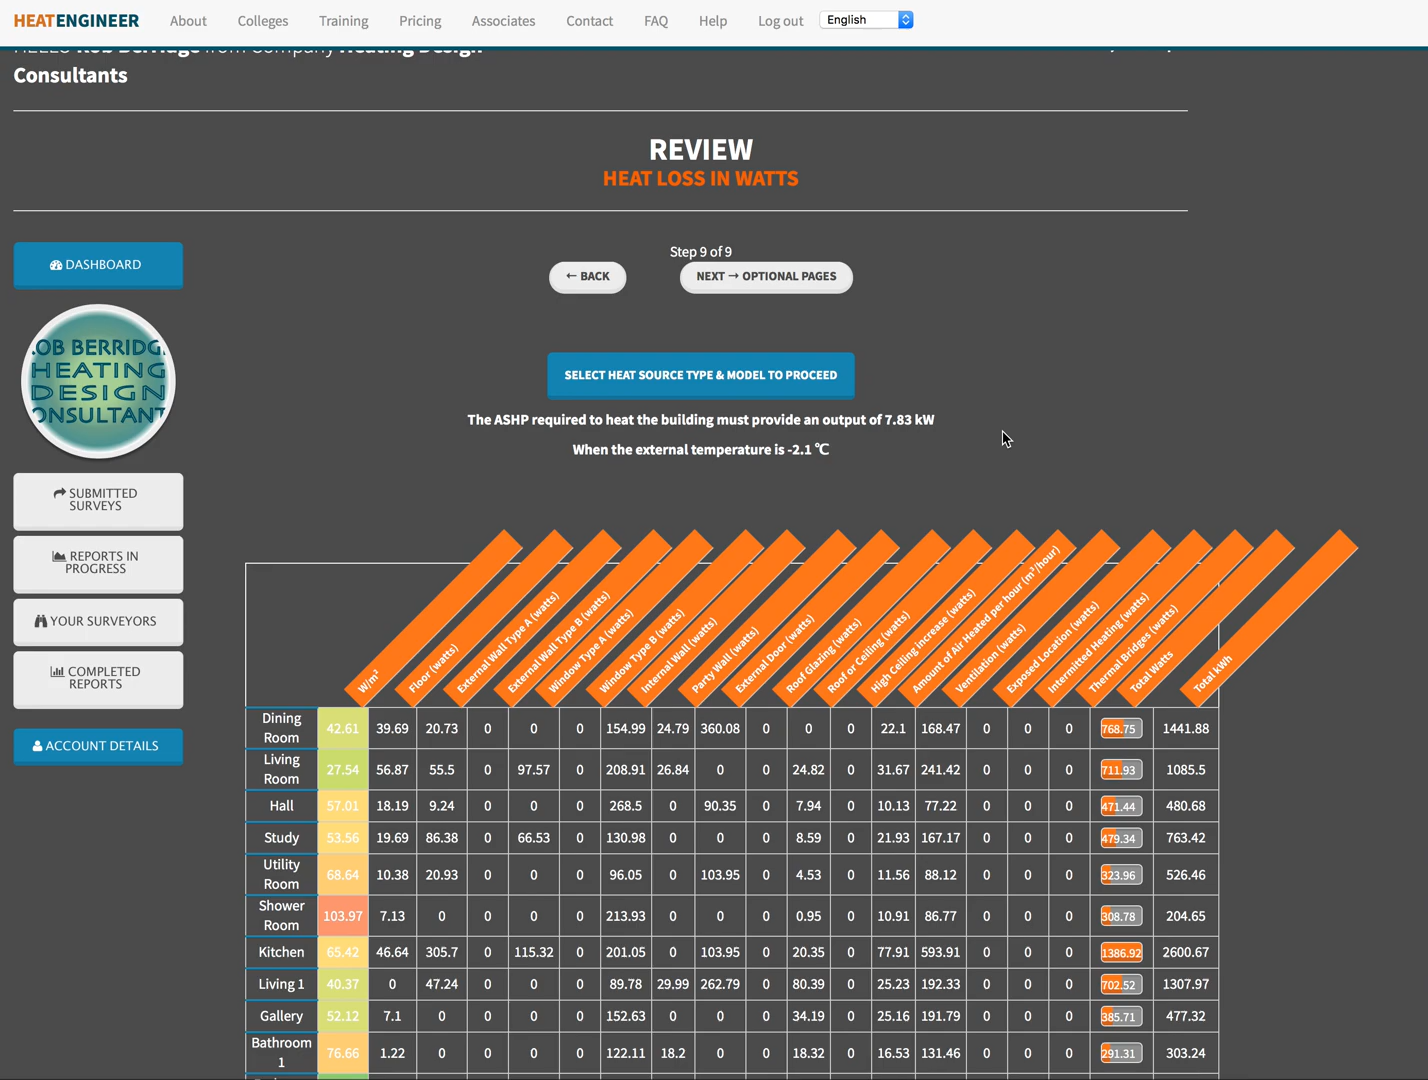 HEATENGINEER About Colleges Training Pricing Associates Contact FAQ Help Log out English
HELLO Rob Berridge from Company Heating Design
Consultants
REVIEW
HEAT LOSS IN WATTS
Step 9 of 9
← BACK NEXT → OPTIONAL PAGES
DASHBOARD
OB BERRIDG
HEATING
DESIGN
ONSULTANT
SUBMITTED
SURVEYS
REPORTS IN
PROGRESS
YOUR SURVEYORS
COMPLETED
REPORTS
ACCOUNT DETAILS
SELECT HEAT SOURCE TYPE & MODEL TO PROCEED
The ASHP required to heat the building must provide an output of 7.83 kW
When the external temperature is -2.1 ℃
W/m²
Floor (watts)
External Wall Type A (watts)
External Wall Type B (watts)
Window Type A (watts)
Window Type B (watts)
Internal Wall (watts)
Party Wall (watts)
External Door (watts)
Roof Glazing (watts)
Roof or Ceiling (watts)
High Ceiling increase (watts)
Amount of Air Heated per hour (m³/hour)
Ventilation (watts)
Exposed Location (watts)
Intermitted Heating (watts)
Thermal Bridges (watts)
Total Watts
Total kWh
Dining
Room 42.61 39.69 20.73 0 0 0 154.99 24.79 360.08 0 0 0 22.1 168.47 0 0 0 768.75 1441.88
Living
Room 27.54 56.87 55.5 0 97.57 0 208.91 26.84 0 0 24.82 0 31.67 241.42 0 0 0 711.93 1085.5
Hall 57.01 18.19 9.24 0 0 0 268.5 0 90.35 0 7.94 0 10.13 77.22 0 0 0 471.44 480.68
Study 53.56 19.69 86.38 0 66.53 0 130.98 0 0 0 8.59 0 21.93 167.17 0 0 0 479.34 763.42
Utility
Room 68.64 10.38 20.93 0 0 0 96.05 0 103.95 0 4.53 0 11.56 88.12 0 0 0 323.96 526.46
Shower
Room 103.97 7.13 0 0 0 0 213.93 0 0 0 0.95 0 10.91 86.77 0 0 0 308.78 204.65
Kitchen 65.42 46.64 305.7 0 115.32 0 201.05 0 103.95 0 20.35 0 77.91 593.91 0 0 0 1386.92 2600.67
Living 1 40.37 0 47.24 0 0 0 89.78 29.99 262.79 0 80.39 0 25.23 192.33 0 0 0 702.52 1307.97
Gallery 52.12 7.1 0 0 0 0 152.63 0 0 0 34.19 0 25.16 191.79 0 0 0 385.71 477.32
Bathroom
1 76.66 1.22 0 0 0 0 122.11 18.2 0 0 18.32 0 16.53 131.46 0 0 0 291.31 303.24